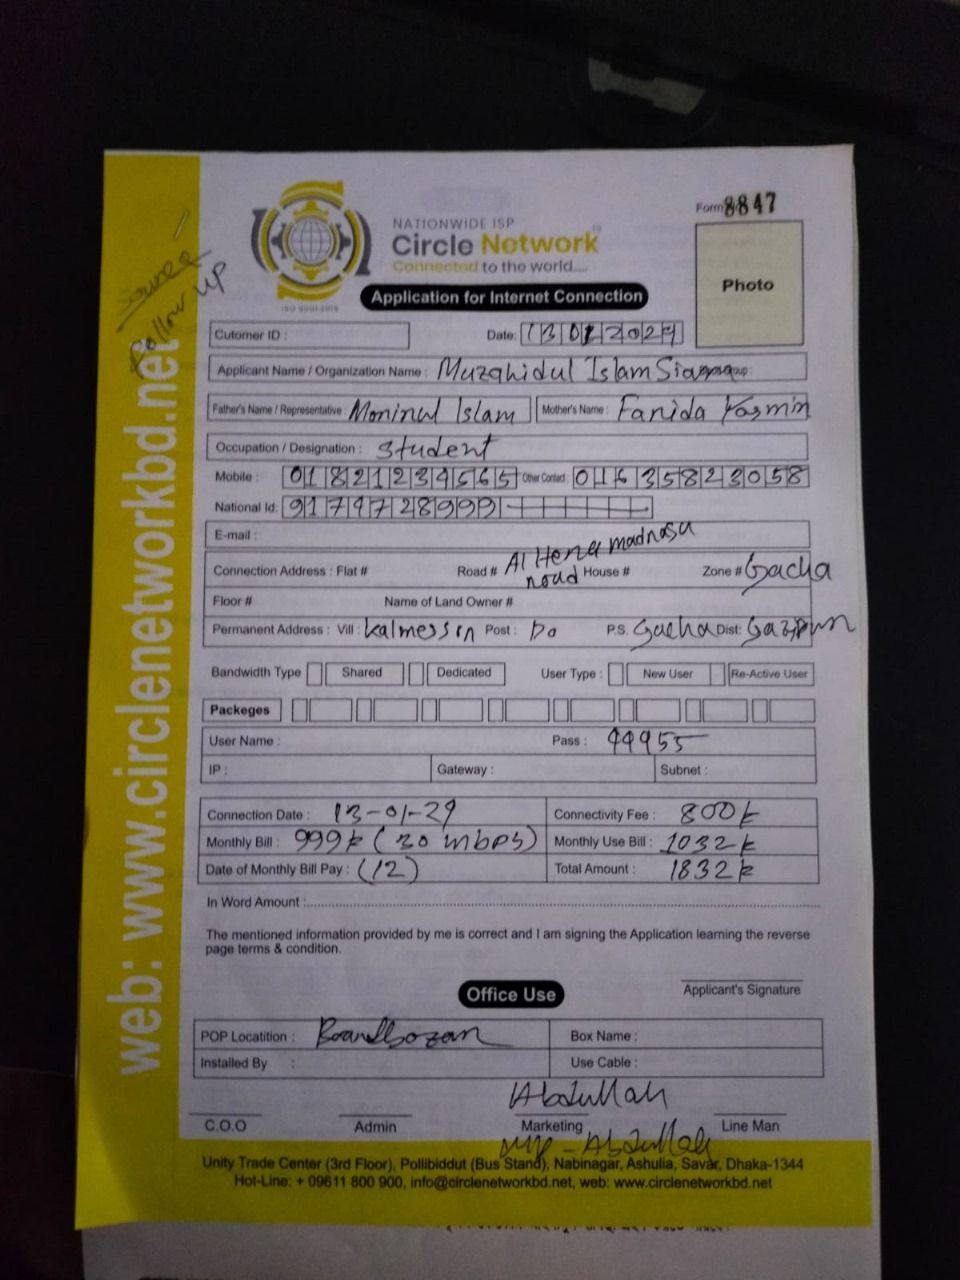 Form 8847
NATIONWIDE ISP
Circle Network
Connected to the world.....
ISO 9001:2015
Application for Internet Connection
Photo
Source
Follow UP
web: www.circlenetworkbd.net
Cutomer ID :
Date: 13 01 2024
Applicant Name / Organization Name : Muzahidul Islam
Father's Name / Representative : Moninul Islam Mother's Name : Farida Yasmin
Occupation / Designation : Student
Mobile : 01821234565 Other Contact : 01635823058
National Id:
E-mail :
Connection Address : Flat # Road # Al Hera madrasa road House # Zone # Gacha
Floor # Name of Land Owner #
Permanent Address : Vill : Post : Do P.S. Gacha Dist: Gazipur
Bandwidth Type Shared Dedicated User Type : New User Re-Active User
Packeges
User Name : Pass : 44955
IP : Gateway : Subnet :
Connection Date : 13-01-24 Connectivity Fee : 800৳
Monthly Bill : 999৳ (30 mbps) Monthly Use Bill : 1032৳
Date of Monthly Bill Pay : (12) Total Amount : 1832৳
In Word Amount :
The mentioned information provided by me is correct and I am signing the Application learning the reverse
page terms & condition.
Applicant's Signature
Office Use
POP Locatition : Boardbazar Box Name :
Installed By : Use Cable :
Abdullah
C.O.O Admin Marketing Line Man
Abdullah
Unity Trade Center (3rd Floor), Pollibiddut (Bus Stand), Nabinagar, Ashulia, Savar, Dhaka-1344
Hot-Line: + 09611 800 900, info@circlenetworkbd.net, web: www.circlenetworkbd.net